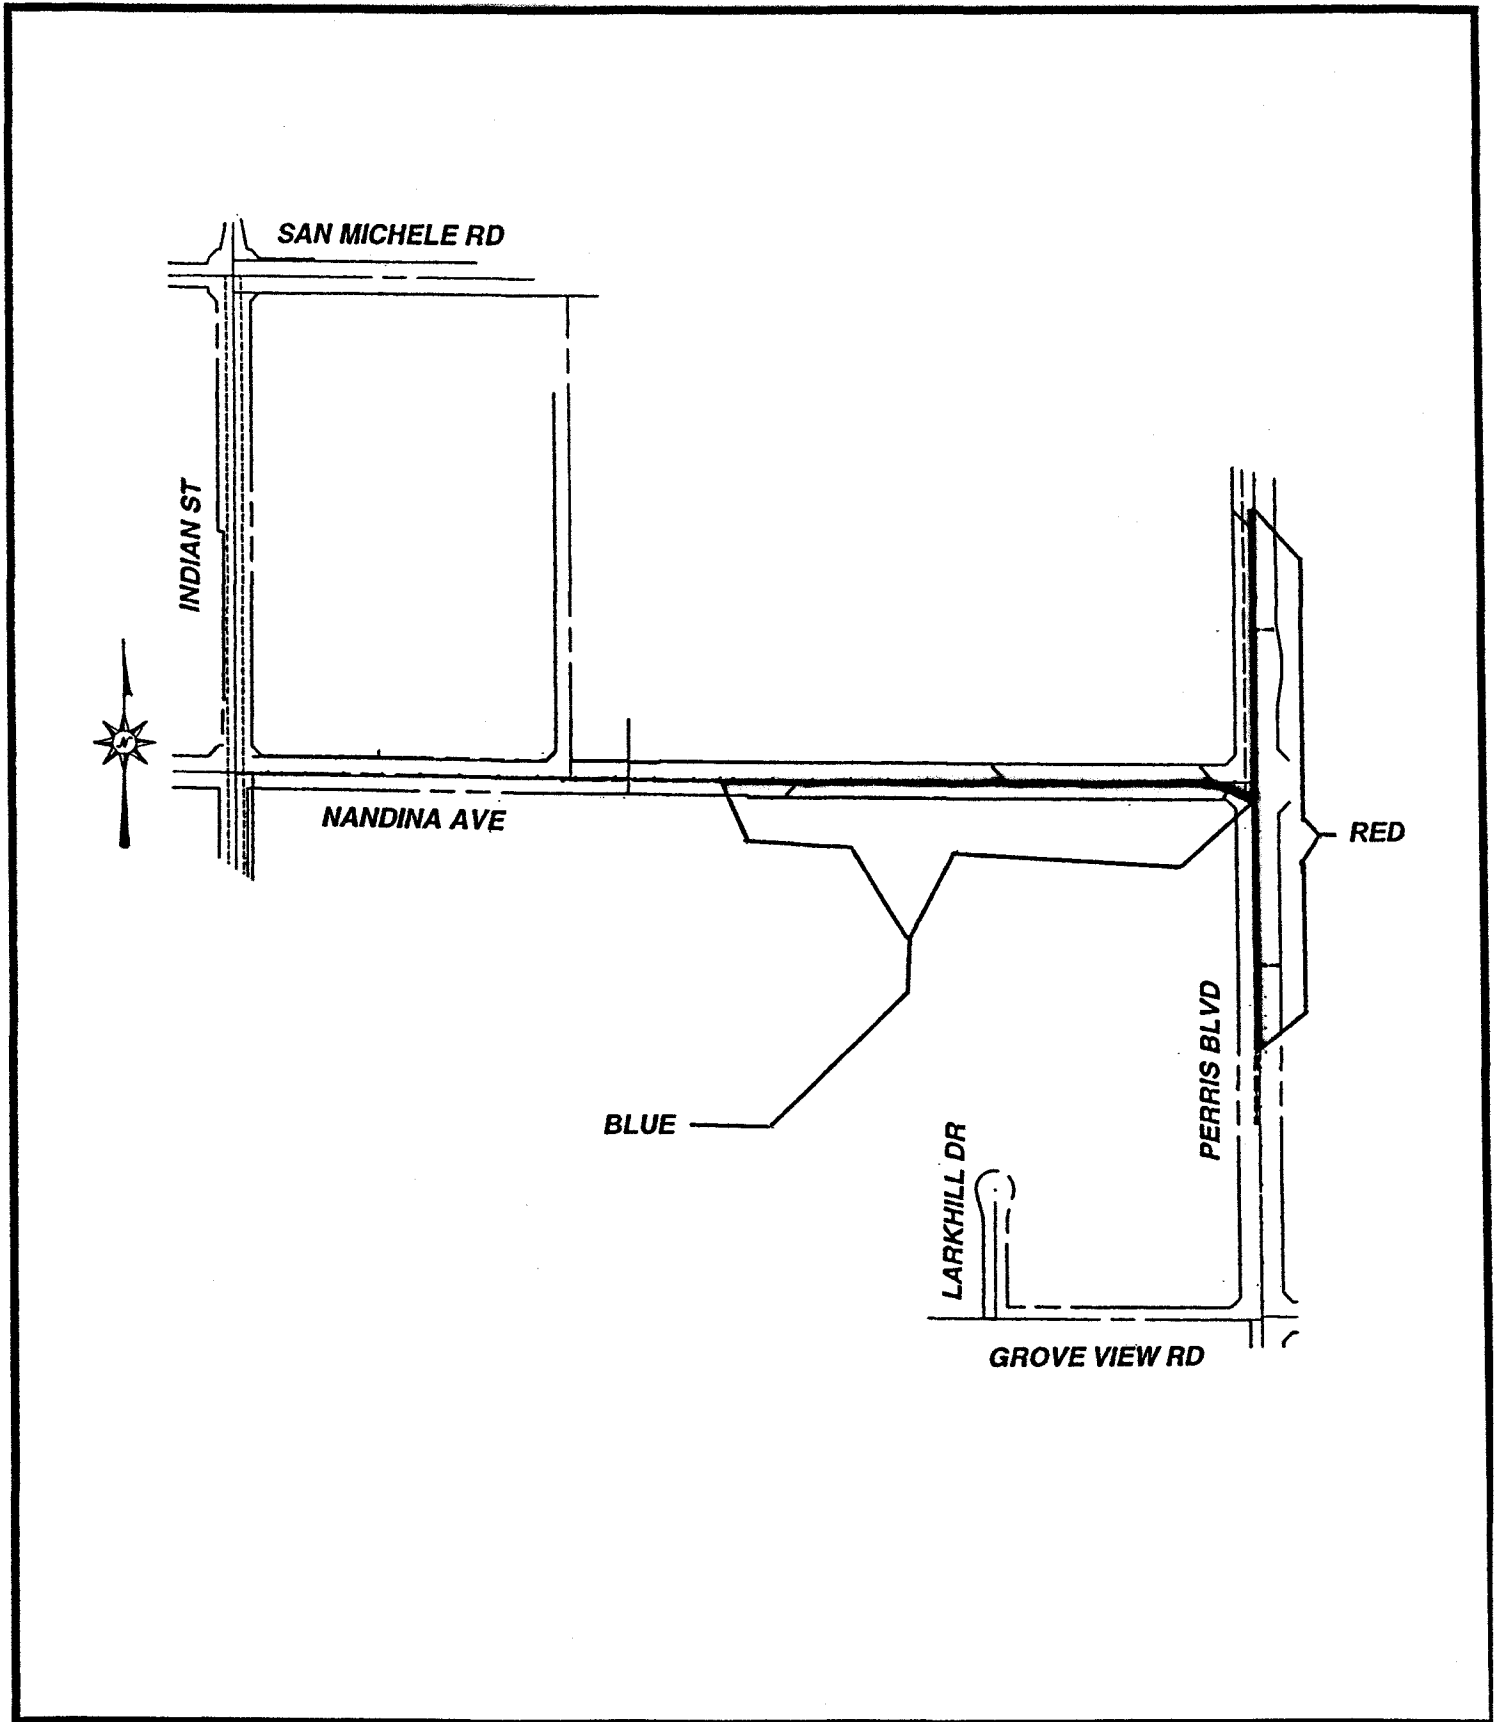 SAN MICHELE RD
INDIAN ST
N
NANDINA AVE
RED
PERRIS BLVD
BLUE
LARKHILL DR
GROVE VIEW RD